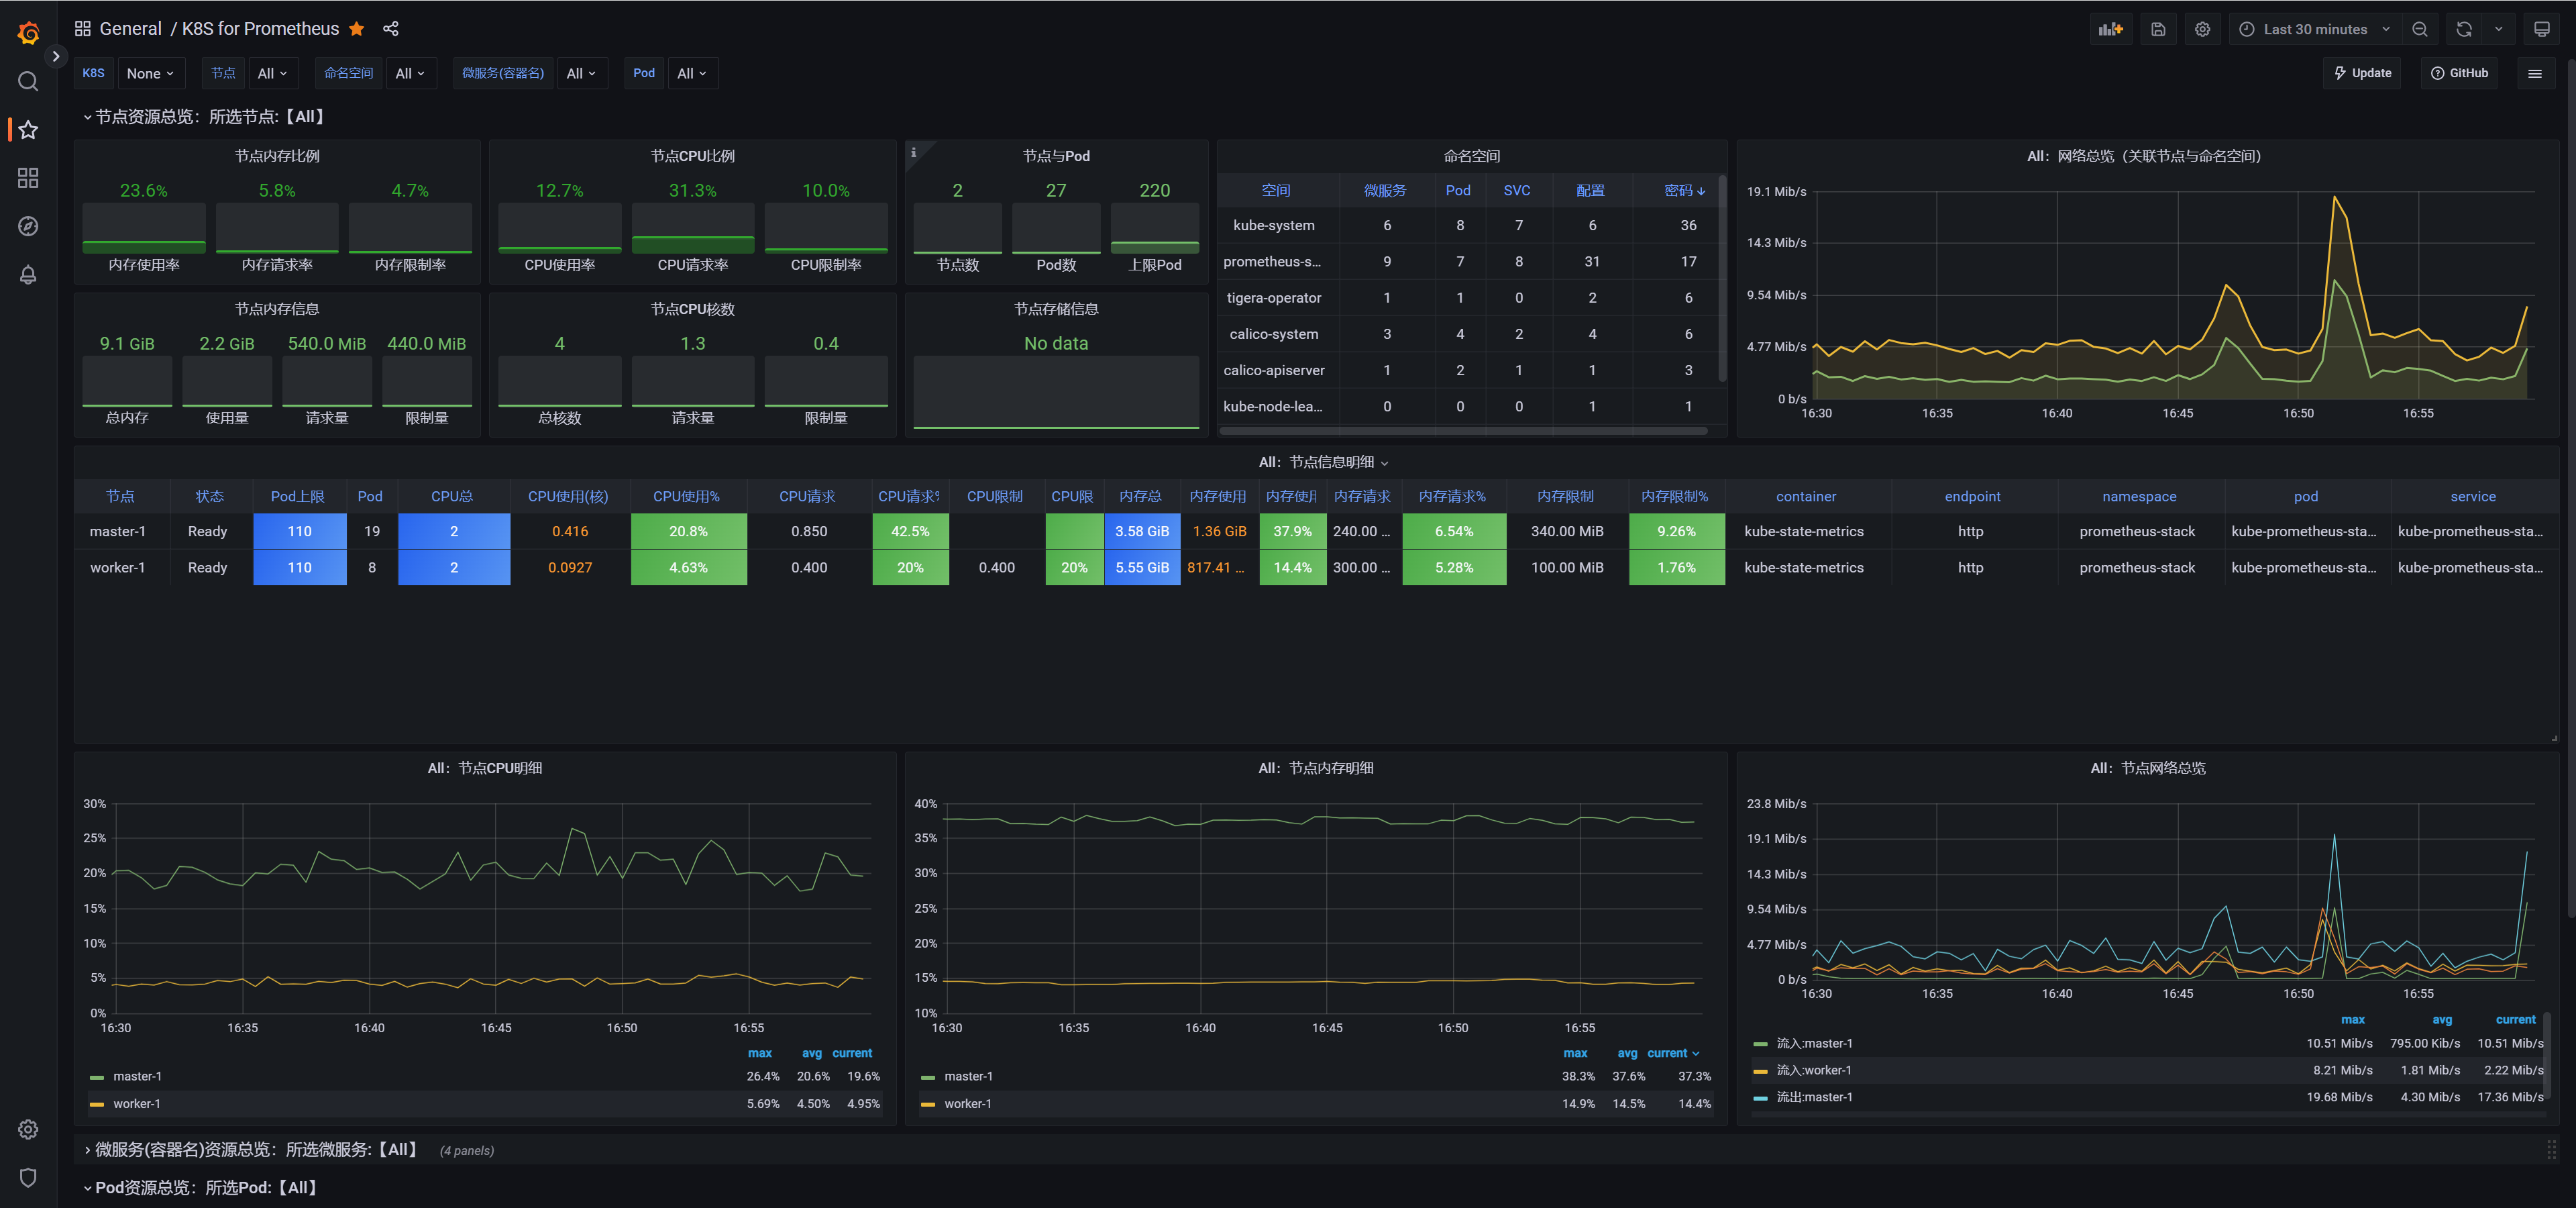 General / K8S for Prometheus
Last 30 minutes
K8S None 节点 All 命名空间 All 微服务(容器名) All Pod All
Update GitHub
节点资源总览：所选节点:【All】
节点内存比例
23.6% 5.8% 4.7%
内存使用率 内存请求率 内存限制率
节点CPU比例
12.7% 31.3% 10.0%
CPU使用率 CPU请求率 CPU限制率
节点与Pod
2 27 220
节点数 Pod数 上限Pod
节点内存信息
9.1 GiB 2.2 GiB 540.0 MiB 440.0 MiB
总内存 使用量 请求量 限制量
节点CPU核数
4 1.3 0.4
总核数 请求量 限制量
节点存储信息
No data
命名空间
空间 微服务 Pod SVC 配置 密码
kube-system 6 8 7 6 36
prometheus-s... 9 7 8 31 17
tigera-operator 1 1 0 2 6
calico-system 3 4 2 4 6
calico-apiserver 1 2 1 1 3
kube-node-lea... 0 0 0 1 1
All：网络总览（关联节点与命名空间）
19.1 Mib/s
14.3 Mib/s
9.54 Mib/s
4.77 Mib/s
0 b/s
16:30 16:35 16:40 16:45 16:50 16:55
All：节点信息明细
节点 状态 Pod上限 Pod CPU总 CPU使用(核) CPU使用% CPU请求 CPU请求% CPU限制 CPU限 内存总 内存使用 内存使用 内存请求 内存请求% 内存限制 内存限制% container endpoint namespace pod service
master-1 Ready 110 19 2 0.416 20.8% 0.850 42.5% 3.58 GiB 1.36 GiB 37.9% 240.00 ... 6.54% 340.00 MiB 9.26% kube-state-metrics http prometheus-stack kube-prometheus-sta... kube-prometheus-sta...
worker-1 Ready 110 8 2 0.0927 4.63% 0.400 20% 0.400 20% 5.55 GiB 817.41 ... 14.4% 300.00 ... 5.28% 100.00 MiB 1.76% kube-state-metrics http prometheus-stack kube-prometheus-sta... kube-prometheus-sta...
All：节点CPU明细
30%
25%
20%
15%
10%
5%
0%
16:30 16:35 16:40 16:45 16:50 16:55
max avg current
master-1 26.4% 20.6% 19.6%
worker-1 5.69% 4.50% 4.95%
All：节点内存明细
40%
35%
30%
25%
20%
15%
10%
16:30 16:35 16:40 16:45 16:50 16:55
max avg current
master-1 38.3% 37.6% 37.3%
worker-1 14.9% 14.5% 14.4%
All：节点网络总览
23.8 Mib/s
19.1 Mib/s
14.3 Mib/s
9.54 Mib/s
4.77 Mib/s
0 b/s
16:30 16:35 16:40 16:45 16:50 16:55
max avg current
流入:master-1 10.51 Mib/s 795.00 Kib/s 10.51 Mib/s
流入:worker-1 8.21 Mib/s 1.81 Mib/s 2.22 Mib/s
流出:master-1 19.68 Mib/s 4.30 Mib/s 17.36 Mib/s
微服务(容器名)资源总览：所选微服务:【All】 (4 panels)
Pod资源总览：所选Pod:【All】